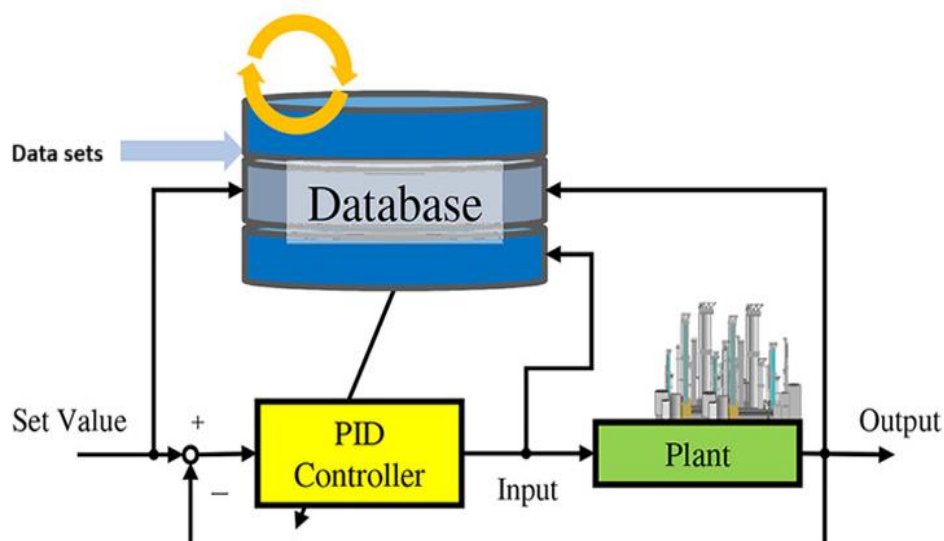 Data sets
Database
Set Value
+
−
PID
Controller
Input
Plant
Output